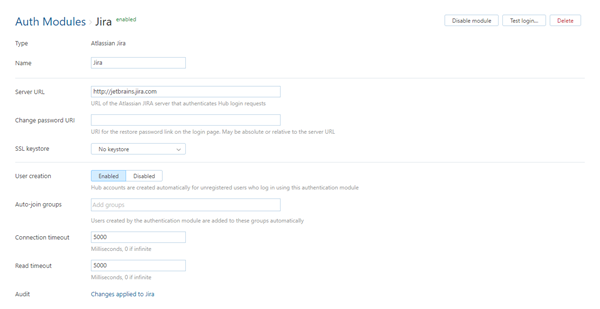 Auth Modules / Jira enabled
Disable module Test login... Delete
Type Atlassian Jira
Name Jira
Server URL http://jetbrains.jira.com
URL of the Atlassian JIRA server that authenticates Hub login requests
Change password URI
URI for the restore password link on the login page. May be absolute or relative to the server URL
SSL keystore No keystore
User creation Enabled Disabled
Hub accounts are created automatically for unregistered users who log in using this authentication module
Auto-join groups Add groups
Users created by the authentication module are added to these groups automatically
Connection timeout 5000
Milliseconds, 0 if infinite
Read timeout 5000
Milliseconds, 0 if infinite
Audit Changes applied to Jira